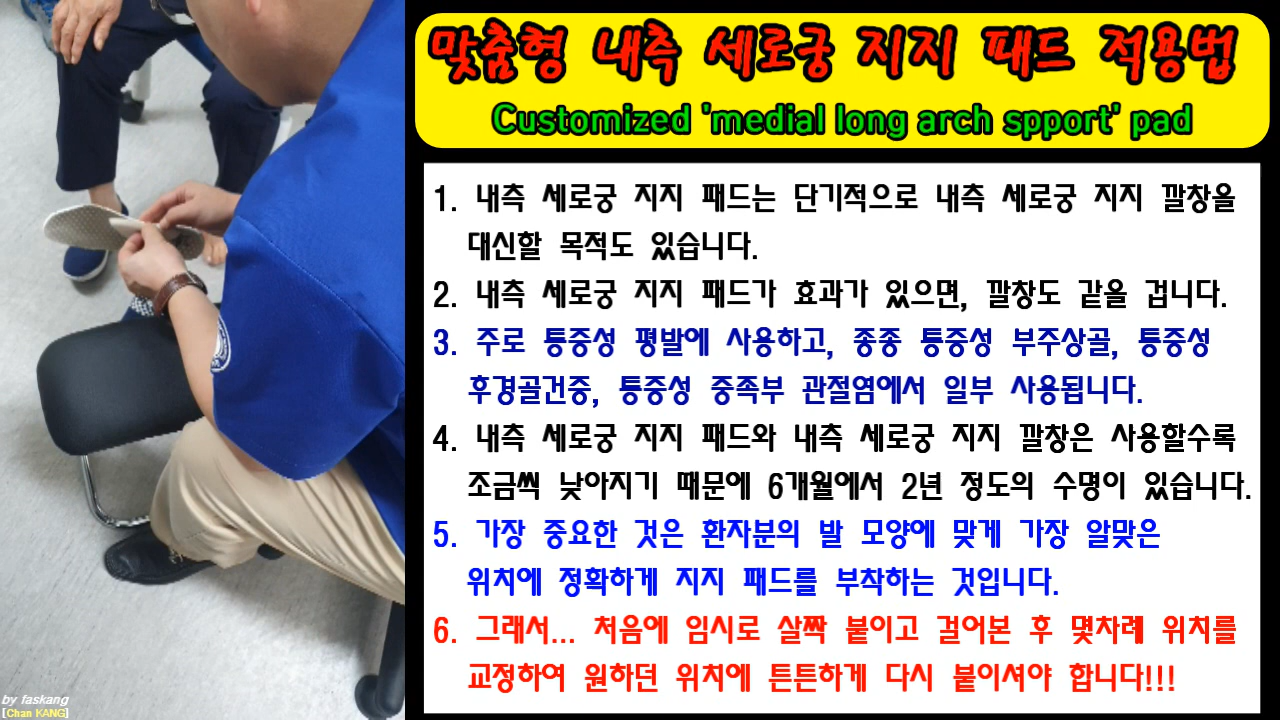 맞춤형 내측 세로궁 지지 패드 적용법
Customized 'medial long arch spport' pad
1. 내측 세로궁 지지 패드는 단기적으로 내측 세로궁 지지 깔창을
대신할 목적도 있습니다.
2. 내측 세로궁 지지 패드가 효과가 있으면, 깔창도 같을 겁니다.
3. 주로 통증성 평발에 사용하고, 종종 통증성 부주상골, 통증성
후경골건증, 통증성 중족부 관절염에서 일부 사용됩니다.
4. 내측 세로궁 지지 패드와 내측 세로궁 지지 깔창은 사용할수록
조금씩 낮아지기 때문에 6개월에서 2년 정도의 수명이 있습니다.
5. 가장 중요한 것은 환자분의 발 모양에 맞게 가장 알맞은
위치에 정확하게 지지 패드를 부착하는 것입니다.
6. 그래서... 처음에 임시로 살짝 붙이고 걸어본 후 몇차례 위치를
교정하여 원하던 위치에 튼튼하게 다시 붙이셔야 합니다!!!
by faskang
[Chan KANG]